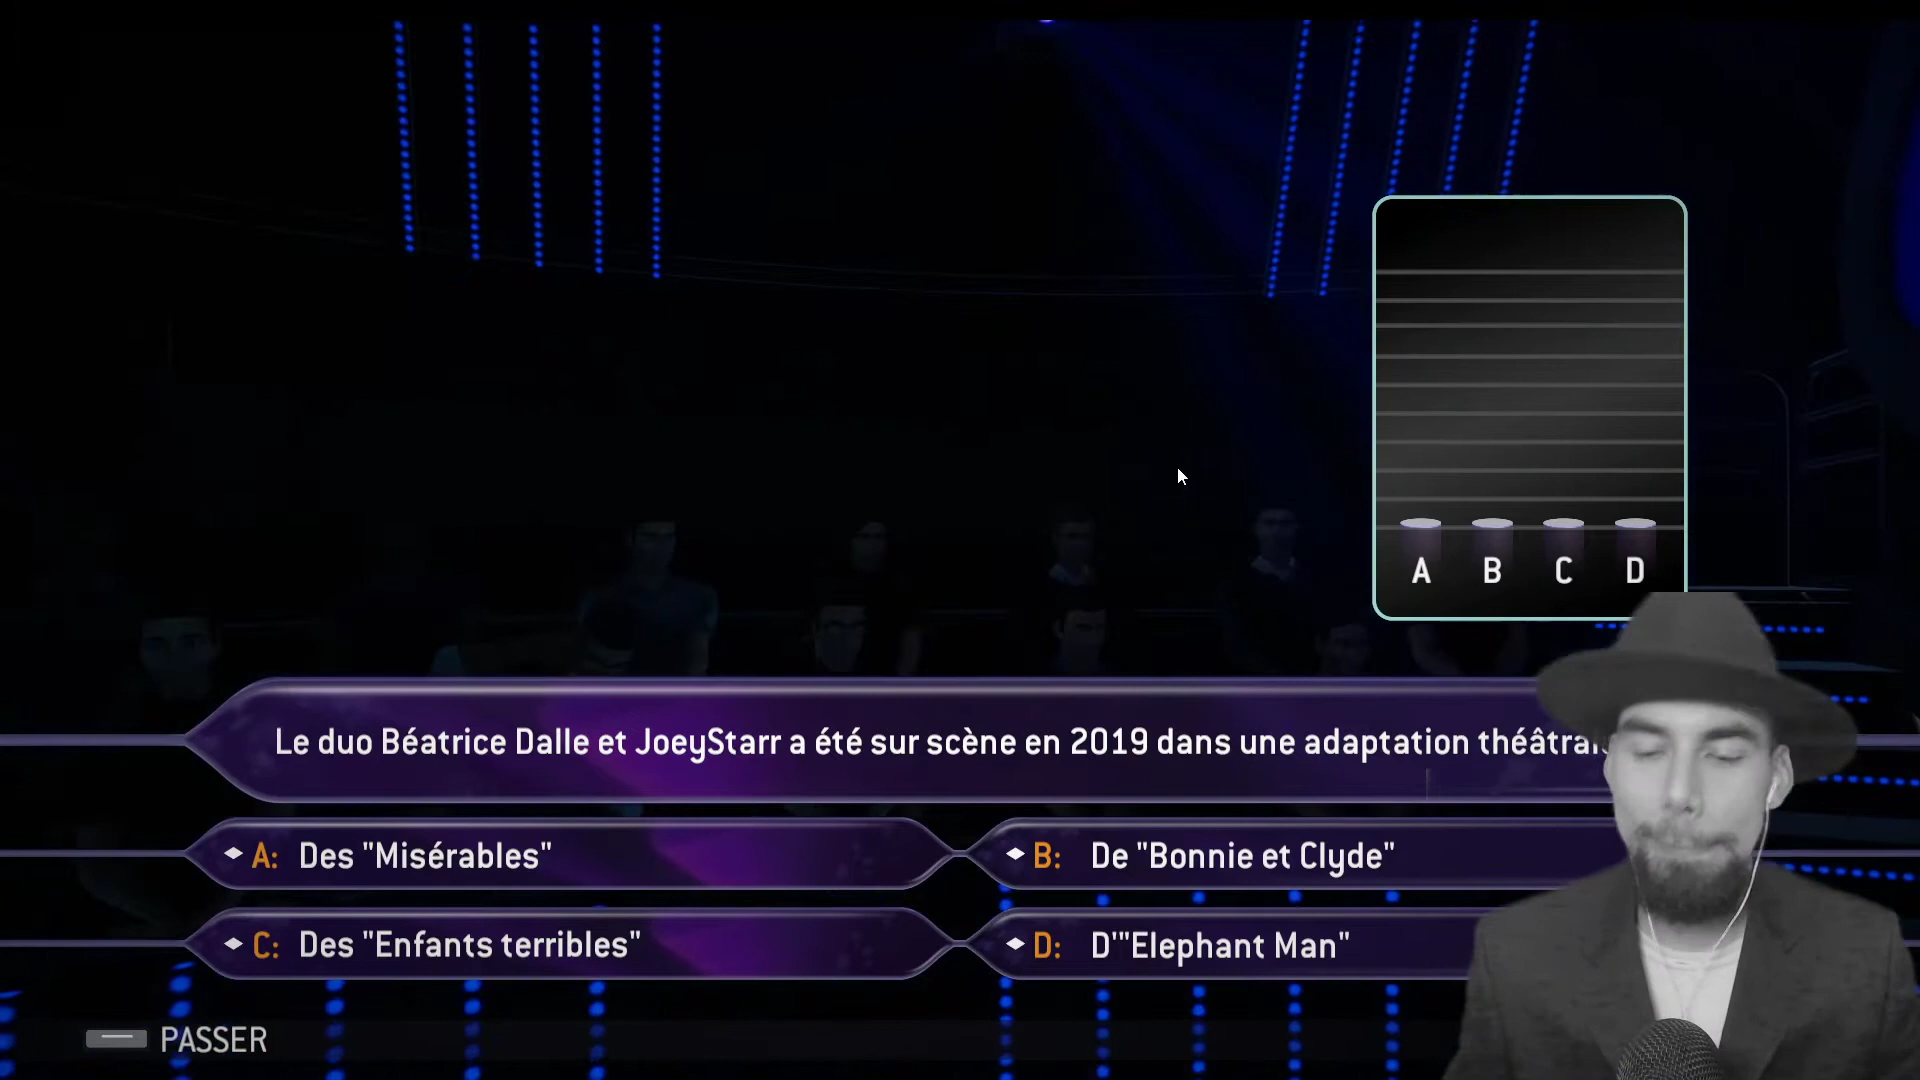 A B C D
Le duo Béatrice Dalle et JoeyStarr a été sur scène en 2019 dans une adaptation
A: Des "Misérables"
B: De "Bonnie et Clyde"
C: Des "Enfants terribles"
D: D'"Elephant Man"
PASSER